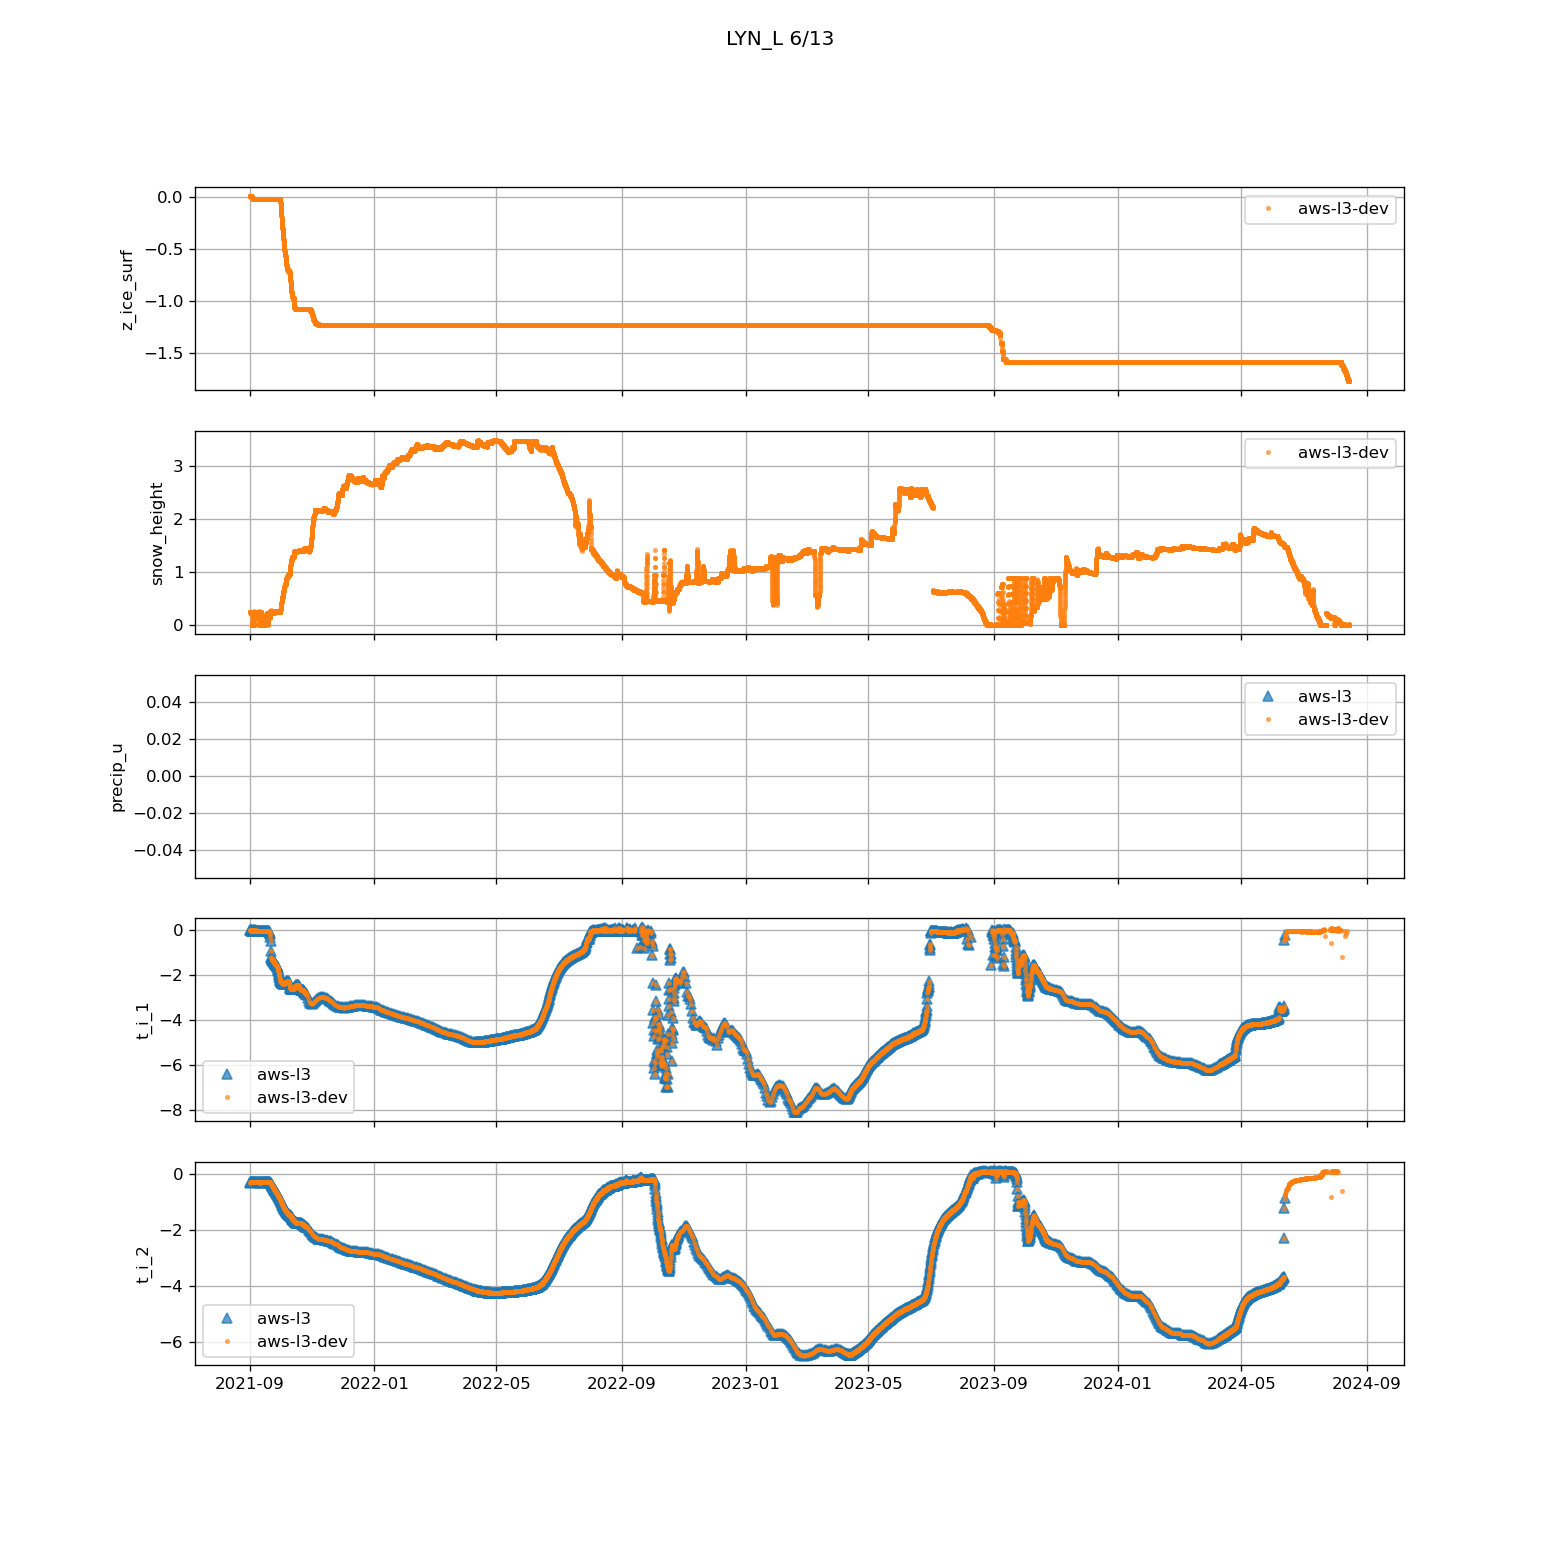 LYN_L 6/13
0.0
−0.5
−1.0
−1.5
z_ice_surf
aws-l3-dev
3
2
1
0
snow_height
aws-l3-dev
0.04
0.02
0.00
−0.02
−0.04
precip_u
aws-l3
aws-l3-dev
0
−2
−4
−6
−8
t_i_1
aws-l3
aws-l3-dev
0
−2
−4
−6
t_i_2
aws-l3
aws-l3-dev
2021-09 2022-01 2022-05 2022-09 2023-01 2023-05 2023-09 2024-01 2024-05 2024-09